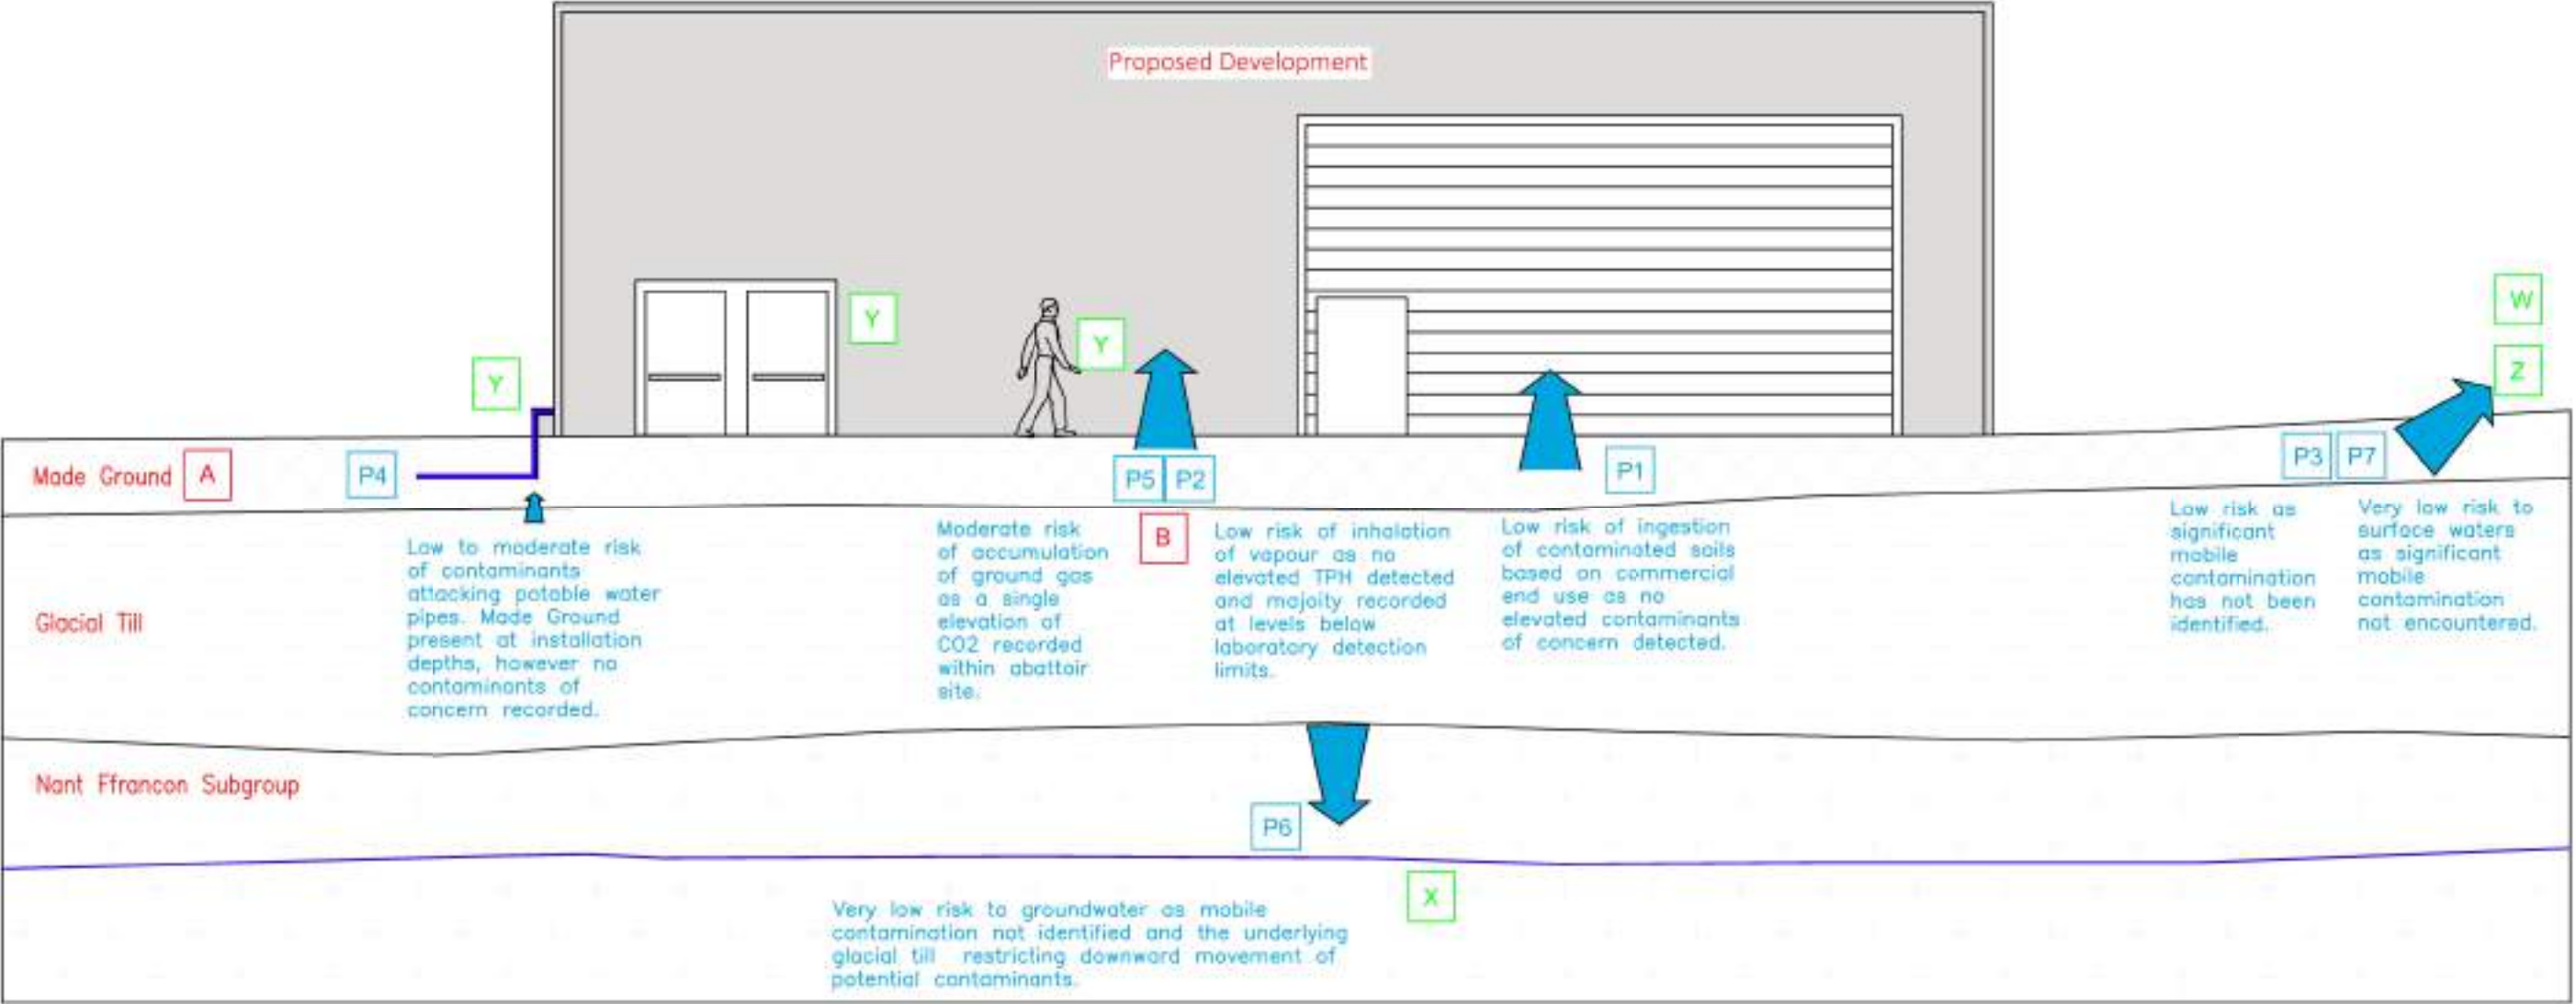 Proposed Development
W
Y
Y
Z
Y
Made Ground
A
P4
P5
P2
P1
P3
P7
B
Low to moderate risk
of contaminants
attacking potable water
pipes. Made Ground
present at installation
depths, however no
contaminants of
concern recorded.
Moderate risk
of accumulation
of ground gas
as a single
elevation of
CO2 recorded
within abattoir
site.
Low risk of inhalation
of vapour as no
elevated TPH detected
and majoity recorded
at levels below
laboratory detection
limits.
Low risk of ingestion
of contaminated soils
based on commercial
end use as no
elevated contaminants
of concern detected.
Low risk as
significant
mobile
contamination
has not been
identified.
Very low risk to
surface waters
as significant
mobile
contamination
not encountered.
Glacial Till
Nant Ffrancon Subgroup
P6
X
Very low risk to groundwater as mobile
contamination not identified and the underlying
glacial till restricting downward movement of
potential contaminants.